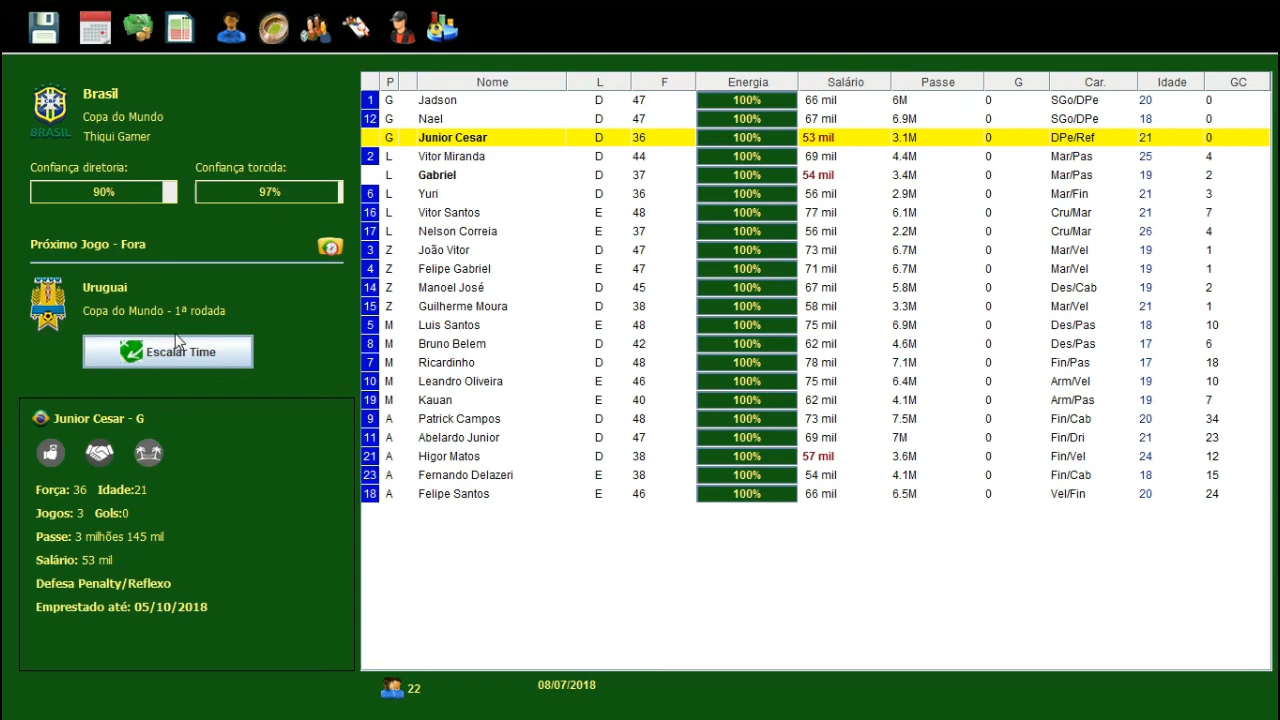 Brasil
Copa do Mundo
Thiqui Gamer
BRASIL
Confiança diretoria: Confiança torcida:
90% 97%
Próximo Jogo - Fora
Uruguai
Copa do Mundo - 1ª rodada
Escalar Time
Junior Cesar - G
Força: 36 Idade:21
Jogos: 3 Gols:0
Passe: 3 milhões 145 mil
Salário: 53 mil
Defesa Penalty/Reflexo
Emprestado até: 05/10/2018
P Nome L F Energia Salário Passe G Car. Idade GC
1 G Jadson D 47 100% 66 mil 6M 0 SGo/DPe 20 0
12 G Nael D 47 100% 67 mil 6.9M 0 SGo/DPe 18 0
G Junior Cesar D 36 100% 53 mil 3.1M 0 DPe/Ref 21 0
2 L Vitor Miranda D 44 100% 69 mil 4.4M 0 Mar/Pas 25 4
L Gabriel D 37 100% 54 mil 3.4M 0 Mar/Pas 19 2
6 L Yuri D 36 100% 56 mil 2.9M 0 Mar/Fin 21 3
16 L Vitor Santos E 48 100% 77 mil 6.1M 0 Cru/Mar 21 7
17 L Nelson Correia E 37 100% 56 mil 2.2M 0 Cru/Mar 26 4
3 Z João Vitor D 47 100% 73 mil 6.7M 0 Mar/Vel 19 1
4 Z Felipe Gabriel E 47 100% 71 mil 6.7M 0 Mar/Vel 19 1
14 Z Manoel José D 45 100% 67 mil 5.8M 0 Des/Cab 19 2
15 Z Guilherme Moura D 38 100% 58 mil 3.3M 0 Mar/Vel 21 1
5 M Luis Santos E 48 100% 75 mil 6.9M 0 Des/Pas 18 10
8 M Bruno Belem D 42 100% 62 mil 4.6M 0 Des/Pas 17 6
7 M Ricardinho D 48 100% 78 mil 7.1M 0 Fin/Pas 17 18
10 M Leandro Oliveira E 46 100% 75 mil 6.4M 0 Arm/Vel 19 10
19 M Kauan E 40 100% 62 mil 4.1M 0 Arm/Pas 19 7
9 A Patrick Campos D 48 100% 73 mil 7.5M 0 Fin/Cab 20 34
11 A Abelardo Junior D 47 100% 69 mil 7M 0 Fin/Dri 21 23
21 A Higor Matos D 38 100% 57 mil 3.6M 0 Fin/Vel 24 12
23 A Fernando Delazeri E 38 100% 54 mil 4.1M 0 Fin/Cab 18 15
18 A Felipe Santos E 46 100% 66 mil 6.5M 0 Vel/Fin 20 24
22 08/07/2018